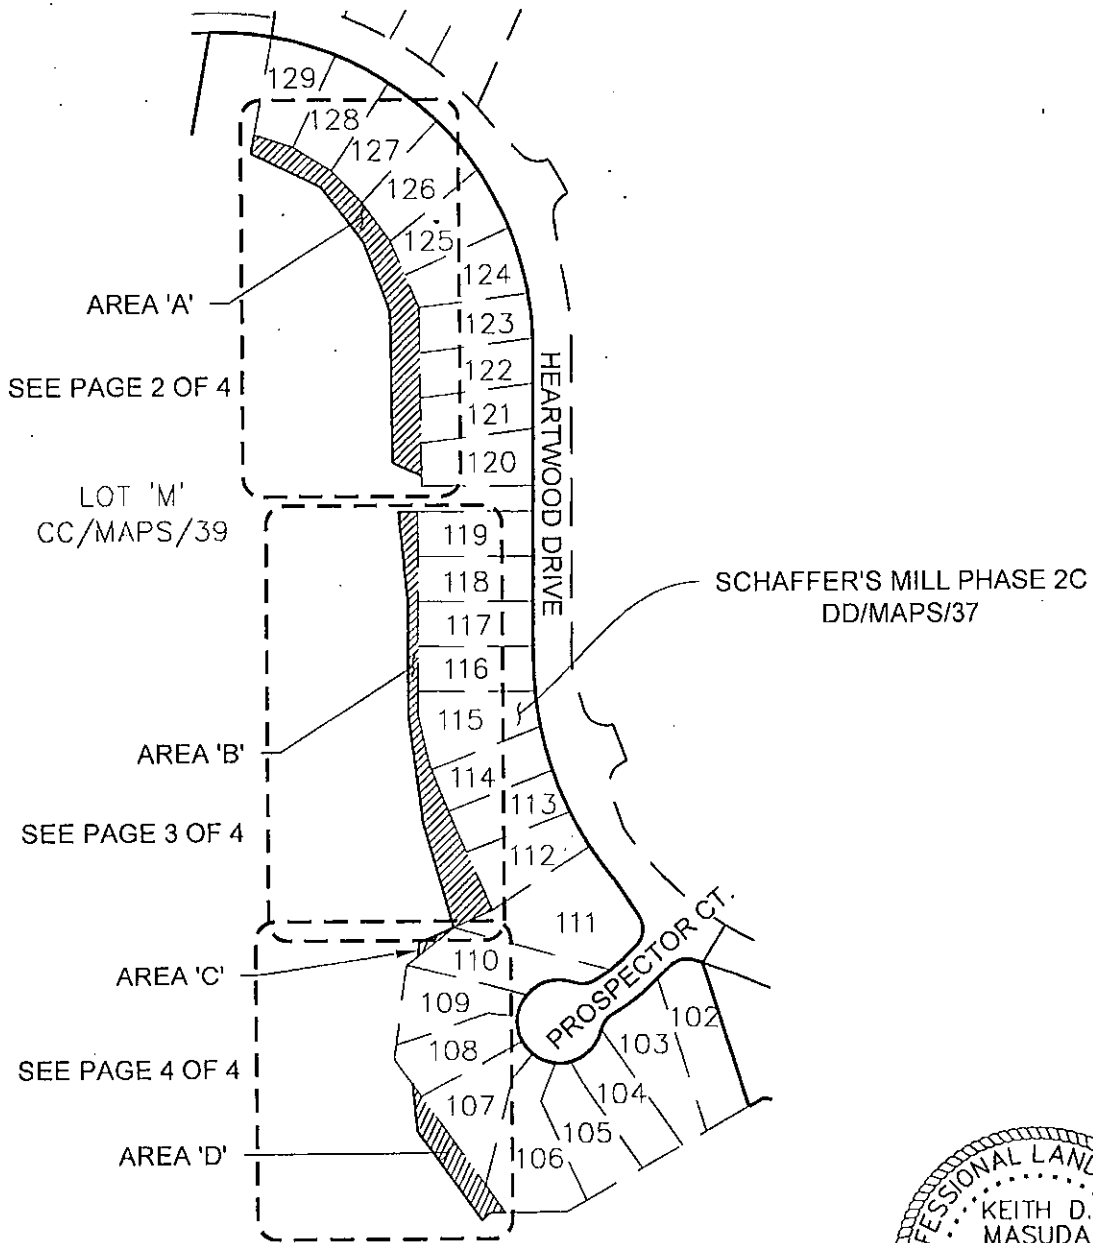 129
128
127
126
125
124
AREA 'A'
123
122
SEE PAGE 2 OF 4
121
120
HEARTWOOD DRIVE
LOT 'M'
CC/MAPS/39
119
118
117
116
SCHAFFER'S MILL PHASE 2C
DD/MAPS/37
115
AREA 'B'
114
113
SEE PAGE 3 OF 4
112
111
PROSPECTOR CT.
110
AREA 'C'
109
102
103
108
SEE PAGE 4 OF 4
104
107
105
106
AREA 'D'
FESSIONAL LAN
KEITH D.
MASUDA